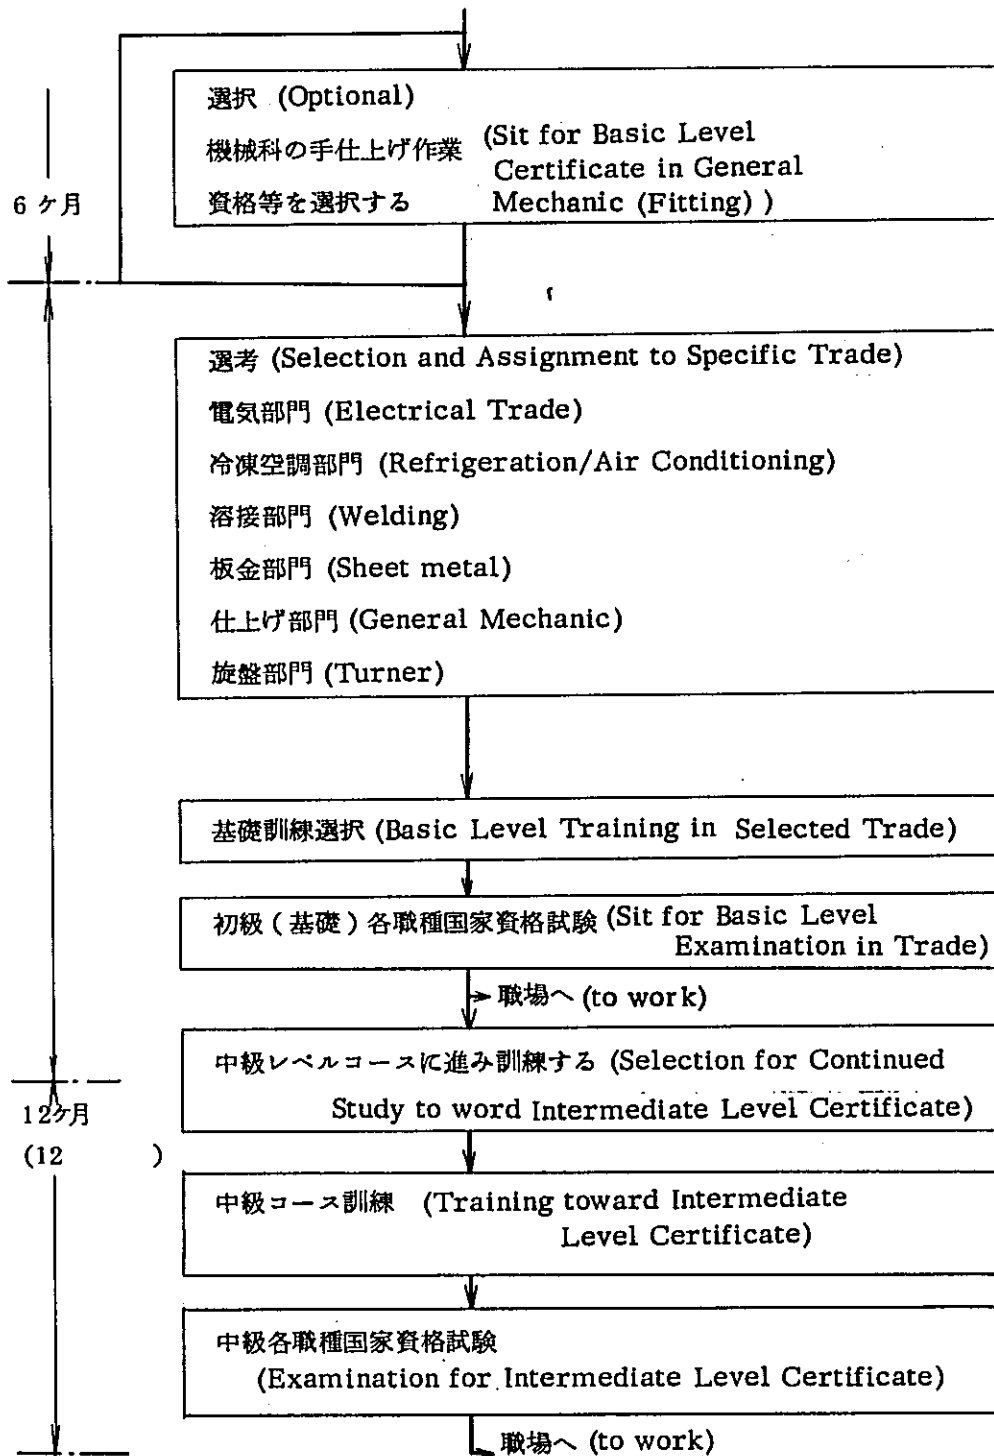 選択 (Optional)
機械科の手仕上げ作業 (Sit for Basic Level
Certificate in General
資格等を選択する Mechanic (Fitting) )
6 ケ月
選考 (Selection and Assignment to Specific Trade)
電気部門 (Electrical Trade)
冷凍空調部門 (Refrigeration/Air Conditioning)
溶接部門 (Welding)
板金部門 (Sheet metal)
仕上げ部門 (General Mechanic)
旋盤部門 (Turner)
基礎訓練選択 (Basic Level Training in Selected Trade)
初級 ( 基礎 ) 各職種国家資格試験 (Sit for Basic Level
Examination in Trade)
職場へ (to work)
中級レベルコースに進み訓練する (Selection for Continued
Study to word Intermediate Level Certificate)
12ケ月
(12 )
中級コース訓練 (Training toward Intermediate
Level Certificate)
中級各職種国家資格試験
(Examination for Intermediate Level Certificate)
職場へ (to work)